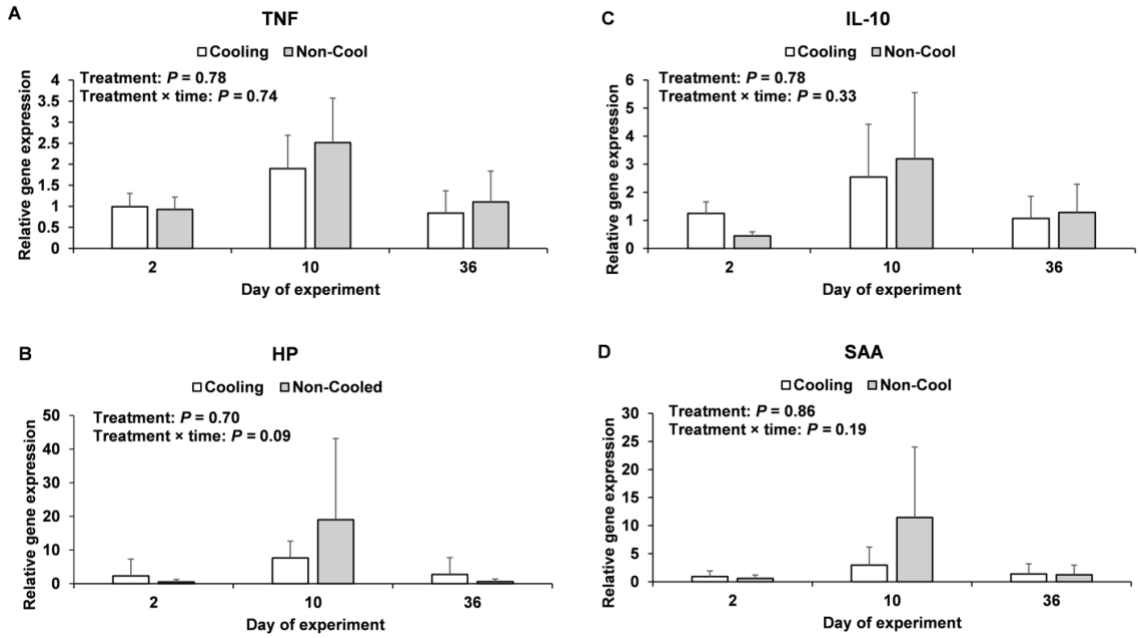 A
TNF
Cooling Non-Cool
Treatment: P = 0.78
Treatment × time: P = 0.74
Relative gene expression
4
3.5
3
2.5
2
1.5
1
0.5
0
2 10 36
Day of experiment
C
IL-10
Cooling Non-Cool
Treatment: P = 0.78
Treatment × time: P = 0.33
Relative gene expression
6
5
4
3
2
1
0
2 10 36
Day of experiment
B
HP
Cooling Non-Cooled
Treatment: P = 0.70
Treatment × time: P = 0.09
Relative gene expression
50
40
30
20
10
0
2 10 36
Day of experiment
D
SAA
Cooling Non-Cool
Treatment: P = 0.86
Treatment × time: P = 0.19
Relative gene expression
30
25
20
15
10
5
0
2 10 36
Day of experiment